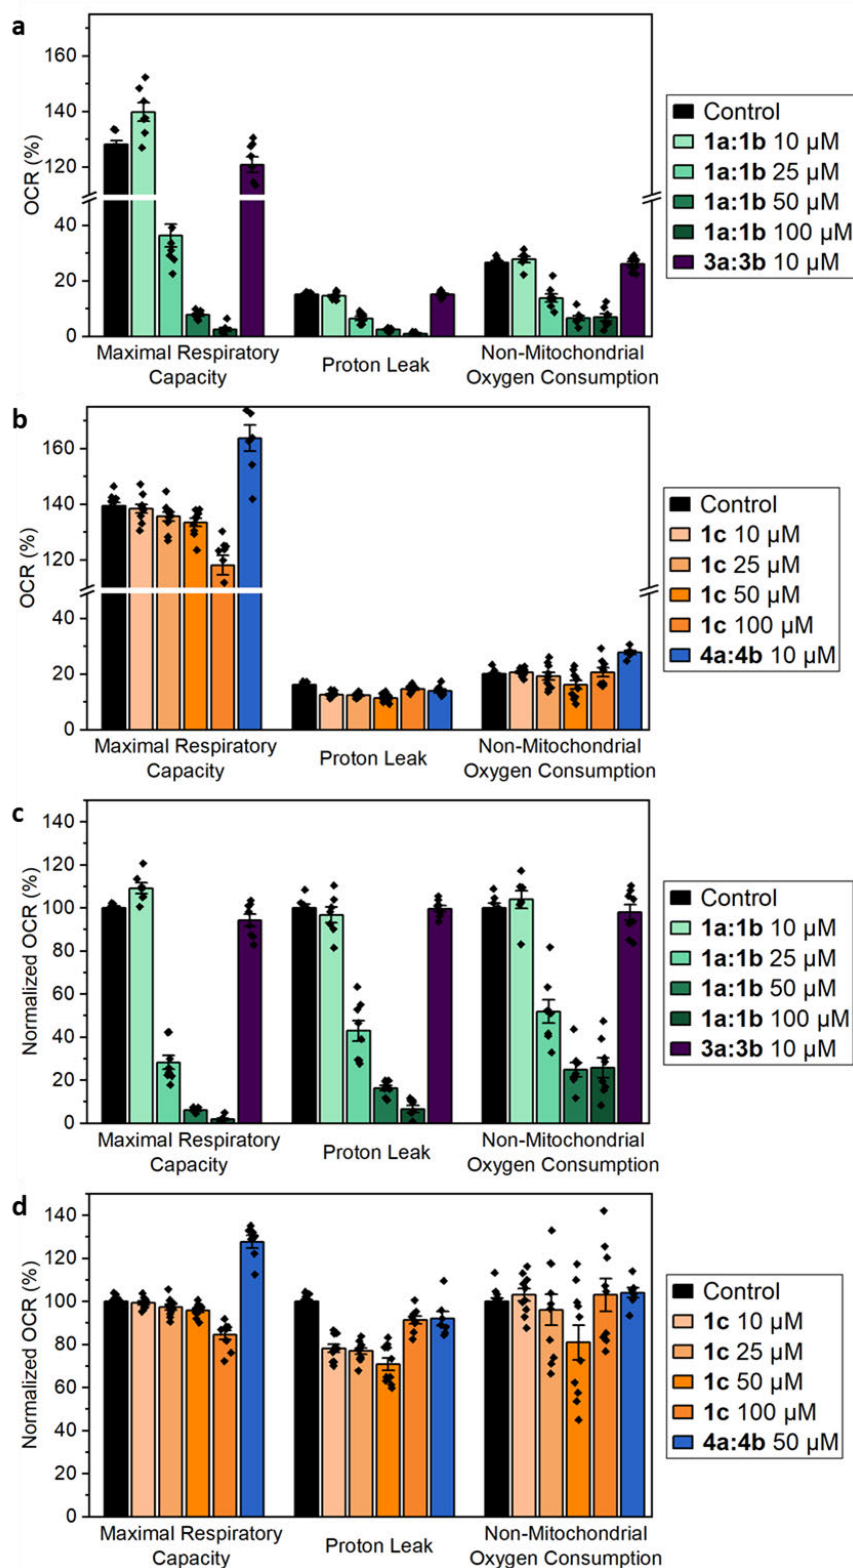 a
OCR (%)
160
140
120
40
20
0
Maximal Respiratory
Capacity
Proton Leak
Non-Mitochondrial
Oxygen Consumption
Control
1a:1b 10 µM
1a:1b 25 µM
1a:1b 50 µM
1a:1b 100 µM
3a:3b 10 µM
b
OCR (%)
160
140
120
40
20
0
Maximal Respiratory
Capacity
Proton Leak
Non-Mitochondrial
Oxygen Consumption
Control
1c 10 µM
1c 25 µM
1c 50 µM
1c 100 µM
4a:4b 10 µM
c
Normalized OCR (%)
140
120
100
80
60
40
20
0
Maximal Respiratory
Capacity
Proton Leak
Non-Mitochondrial
Oxygen Consumption
Control
1a:1b 10 µM
1a:1b 25 µM
1a:1b 50 µM
1a:1b 100 µM
3a:3b 10 µM
d
Normalized OCR (%)
140
120
100
80
60
40
20
0
Maximal Respiratory
Capacity
Proton Leak
Non-Mitochondrial
Oxygen Consumption
Control
1c 10 µM
1c 25 µM
1c 50 µM
1c 100 µM
4a:4b 50 µM